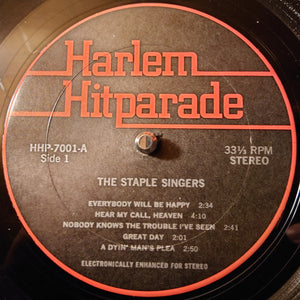 Harlem
Hitparade
HHP-7001-A
Side 1
33⅓ RPM
STEREO
THE STAPLE SINGERS
EVERYBODY WILL BE HAPPY 2:34
HEAR MY CALL, HEAVEN 4:10
NOBODY KNOWS THE TROUBLE I'VE SEEN 2:41
GREAT DAY 2:01
A DYIN' MAN'S PLEA 2:50
ELECTRONICALLY ENHANCED FOR STEREO